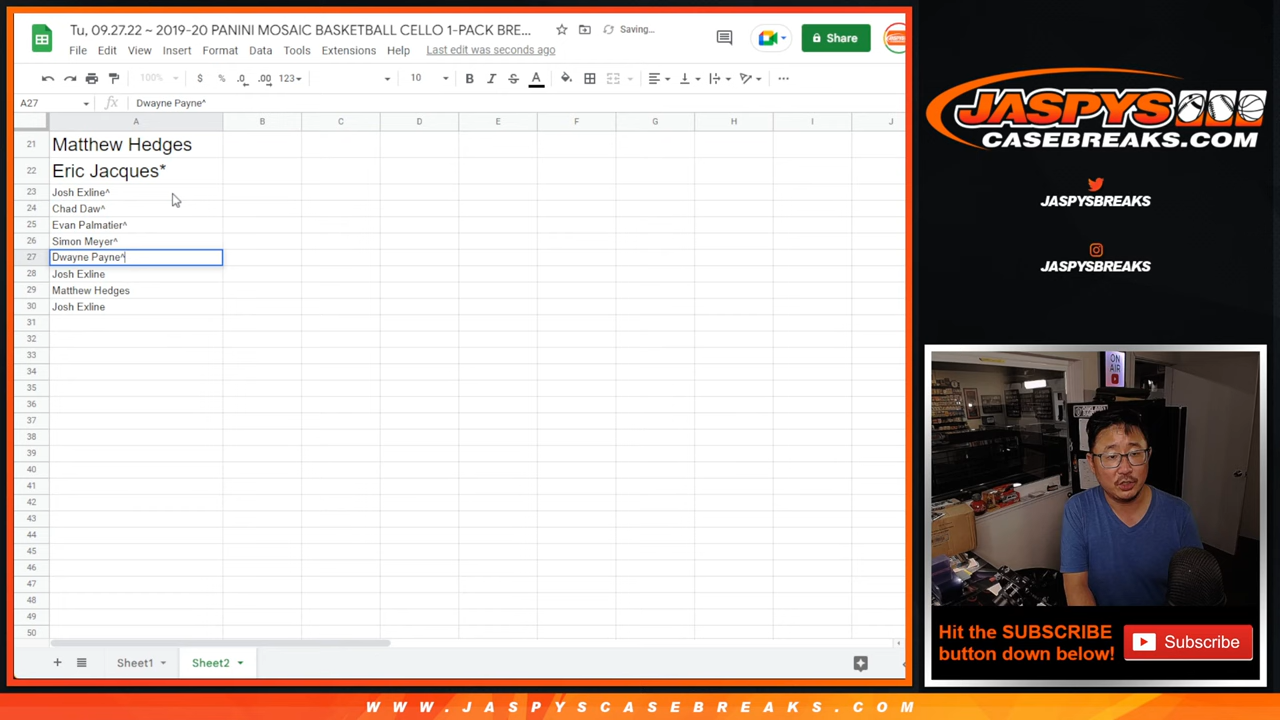 Tu, 09.27.22 ~ 2019-20 PANINI MOSAIC BASKETBALL CELLO 1-PACK BRE...
Saving...
Share
File Edit View Insert Format Data Tools Extensions Help Last edit was seconds ago
100% $ % .0 .00 123 10 B I S A
A27 fx Dwayne Payne^
A B C D E F G H I J
21 Matthew Hedges
22 Eric Jacques*
23 Josh Exline^
24 Chad Daw^
25 Evan Palmatier^
26 Simon Meyer^
27 Dwayne Payne^
28 Josh Exline
29 Matthew Hedges
30 Josh Exline
31
32
33
34
35
36
37
38
39
40
41
42
43
44
45
46
47
48
49
50
Sheet1 Sheet2
JASPYS
CASEBREAKS.COM
JASPYSBREAKS
JASPYSBREAKS
ON
AIR
Hit the SUBSCRIBE
button down below!
Subscribe
WWW.JASPYSCASEBREAKS.COM